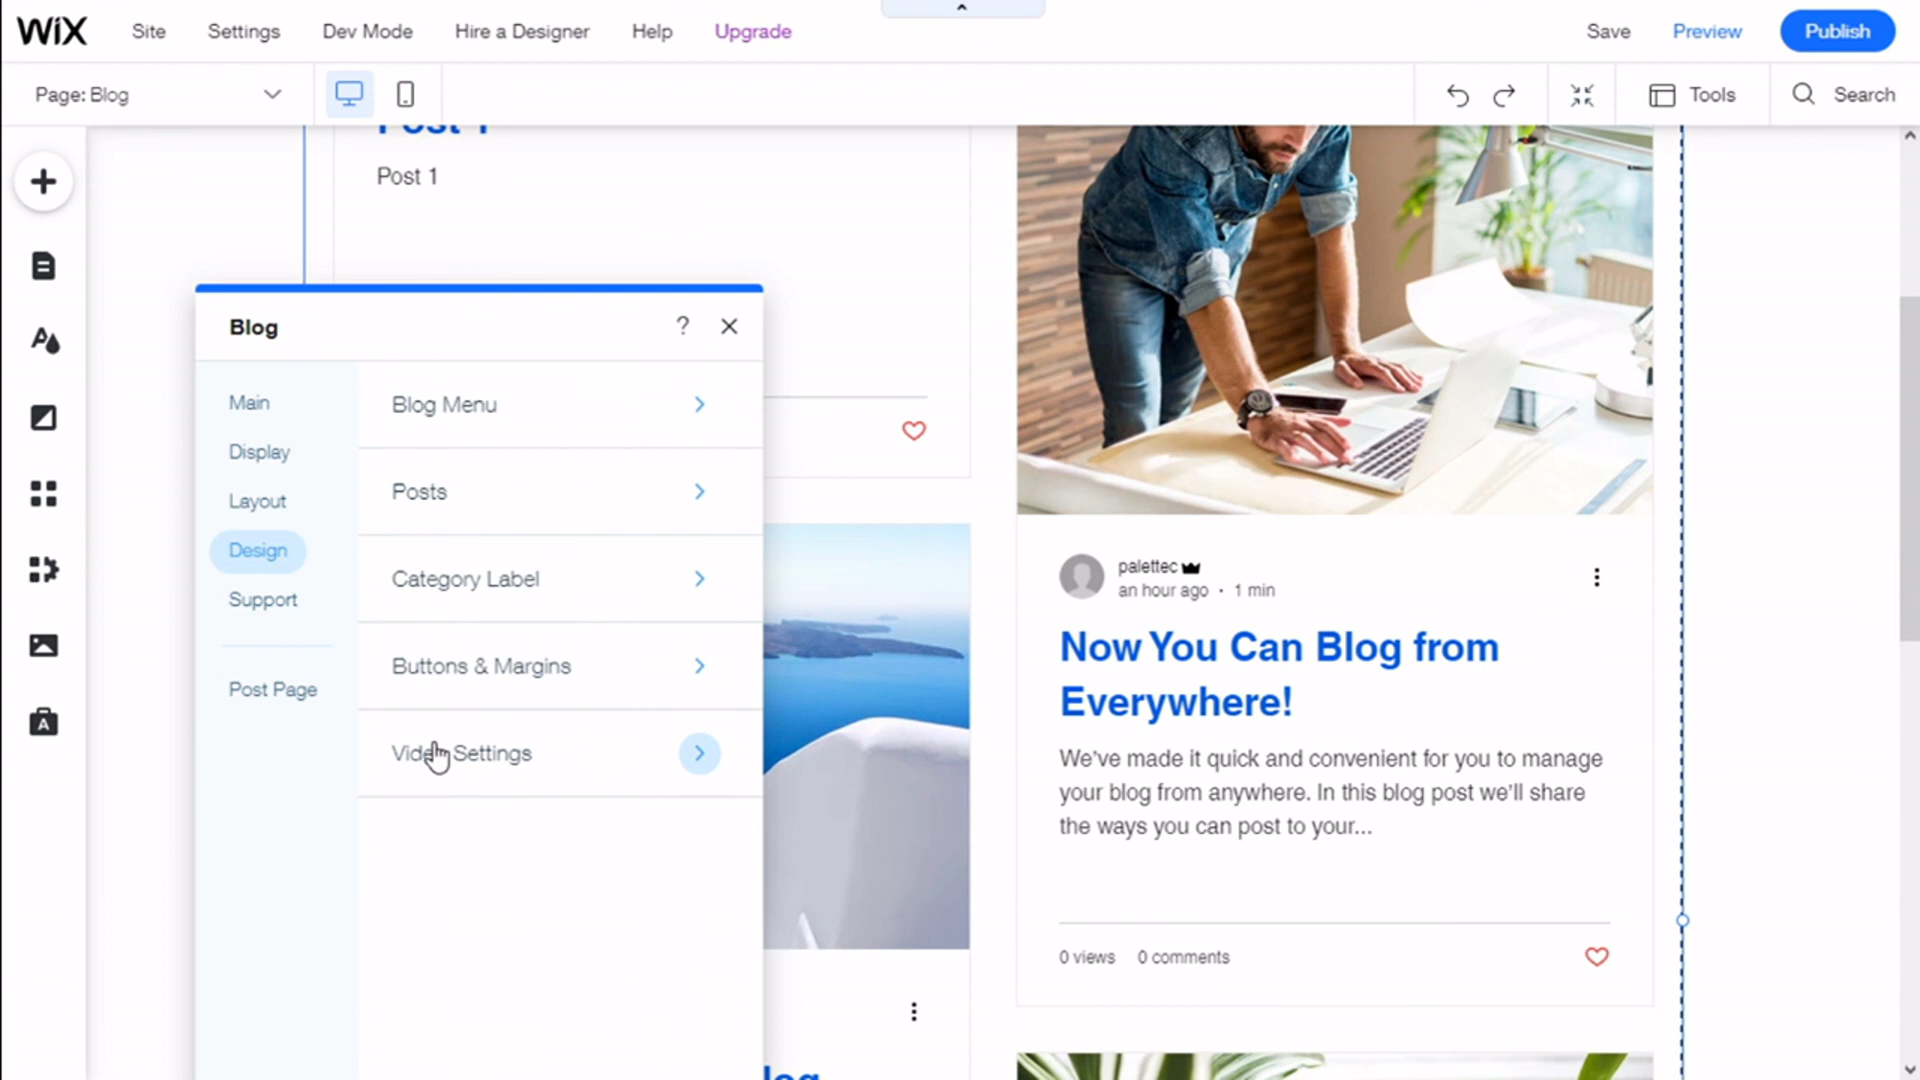 WiX
Site
Settings
Dev Mode
Hire a Designer
Help
Upgrade
Save
Preview
Publish
Page: Blog
Tools
Search
Post 1
Post 1
Blog
?
Main
Display
Layout
Design
Support
Post Page
Blog Menu
Posts
Category Label
Buttons & Margins
Video Settings
A
palettec
an hour ago · 1 min
Now You Can Blog from
Everywhere!
We've made it quick and convenient for you to manage
your blog from anywhere. In this blog post we'll share
the ways you can post to your...
0 views 0 comments